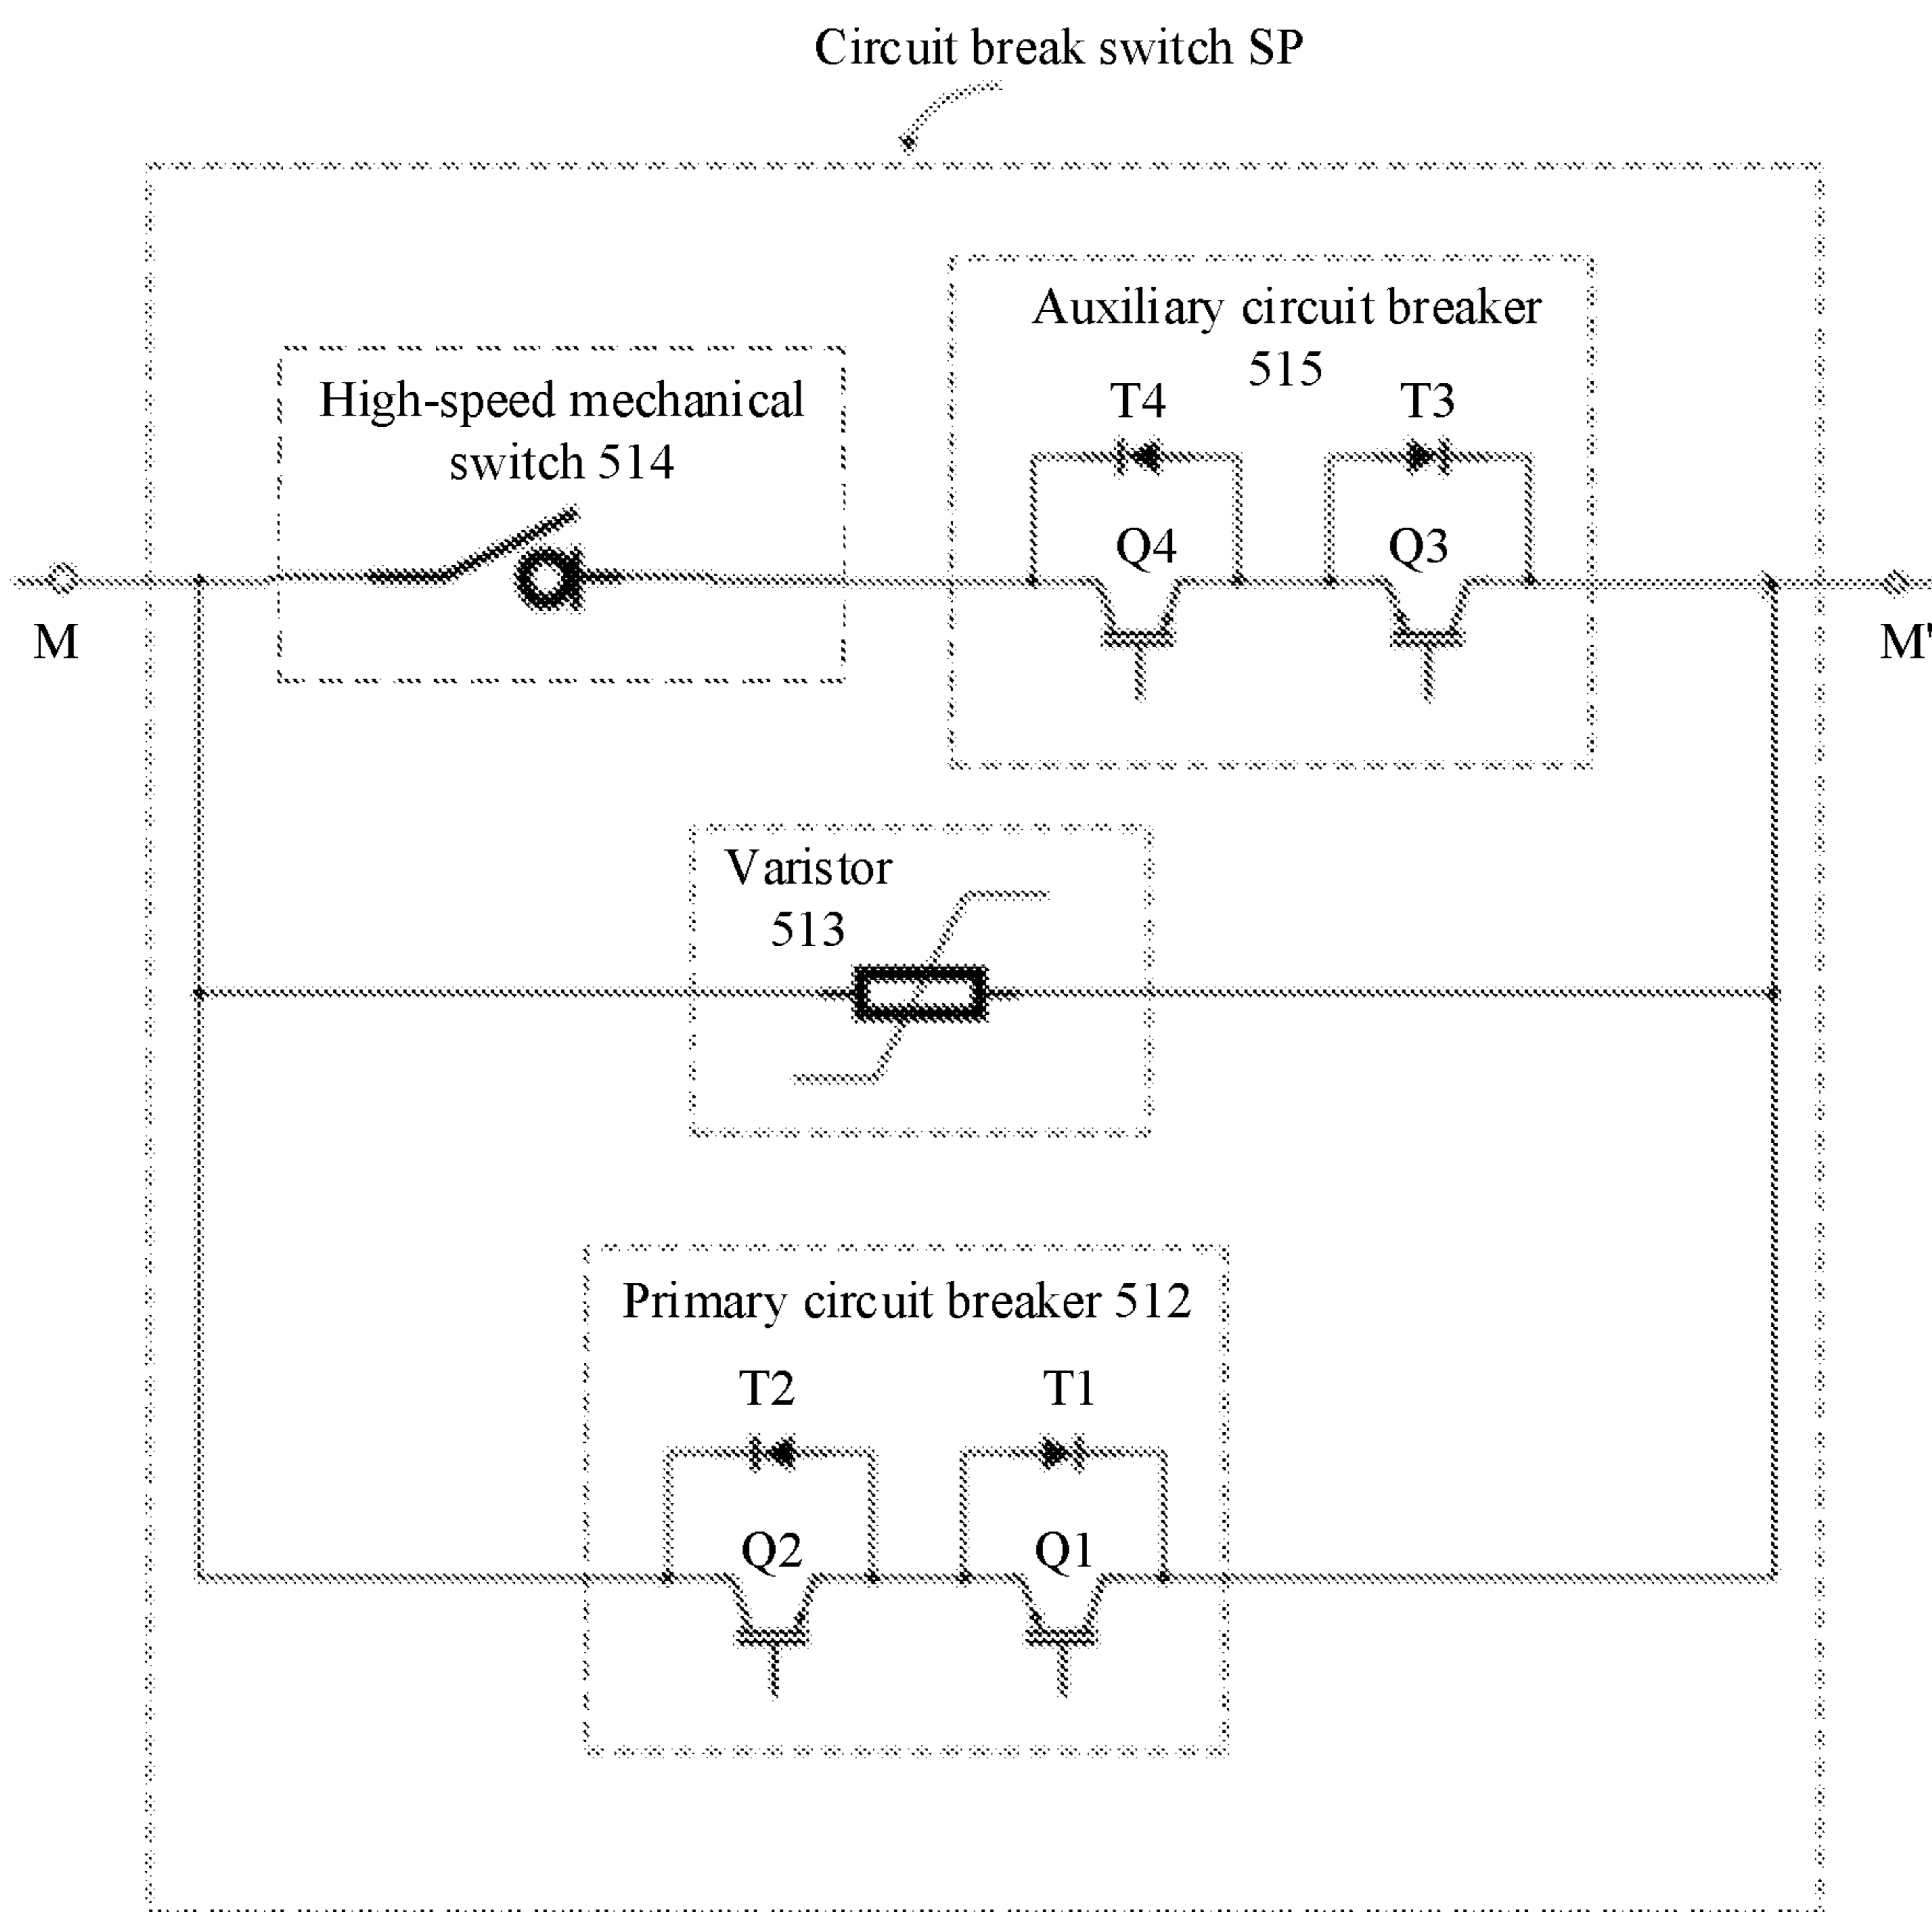 Circuit break switch SP
Auxiliary circuit breaker
515
High-speed mechanical
switch 514
T4
T3
Q4
Q3
M
M'
Varistor
513
Primary circuit breaker 512
T2
T1
Q2
Q1